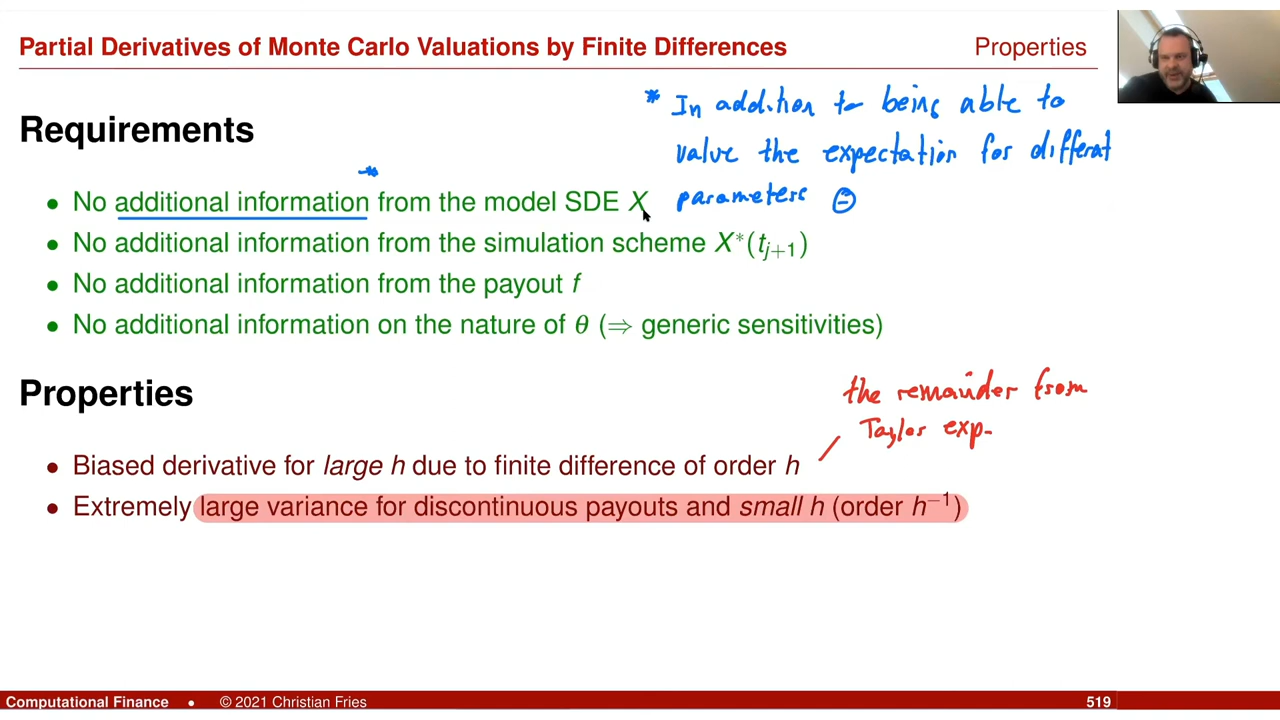 Partial Derivatives of Monte Carlo Valuations by Finite Differences Properties
* In addition to being able to
value the expectation for different
parameters Θ
Requirements
*
• No additional information from the model SDE X
• No additional information from the simulation scheme X*(t_{j+1})
• No additional information from the payout f
• No additional information on the nature of θ (⇒ generic sensitivities)
Properties
the remainder from
Taylor exp.
• Biased derivative for large h due to finite difference of order h
• Extremely large variance for discontinuous payouts and small h (order h⁻¹)
Computational Finance • © 2021 Christian Fries 519